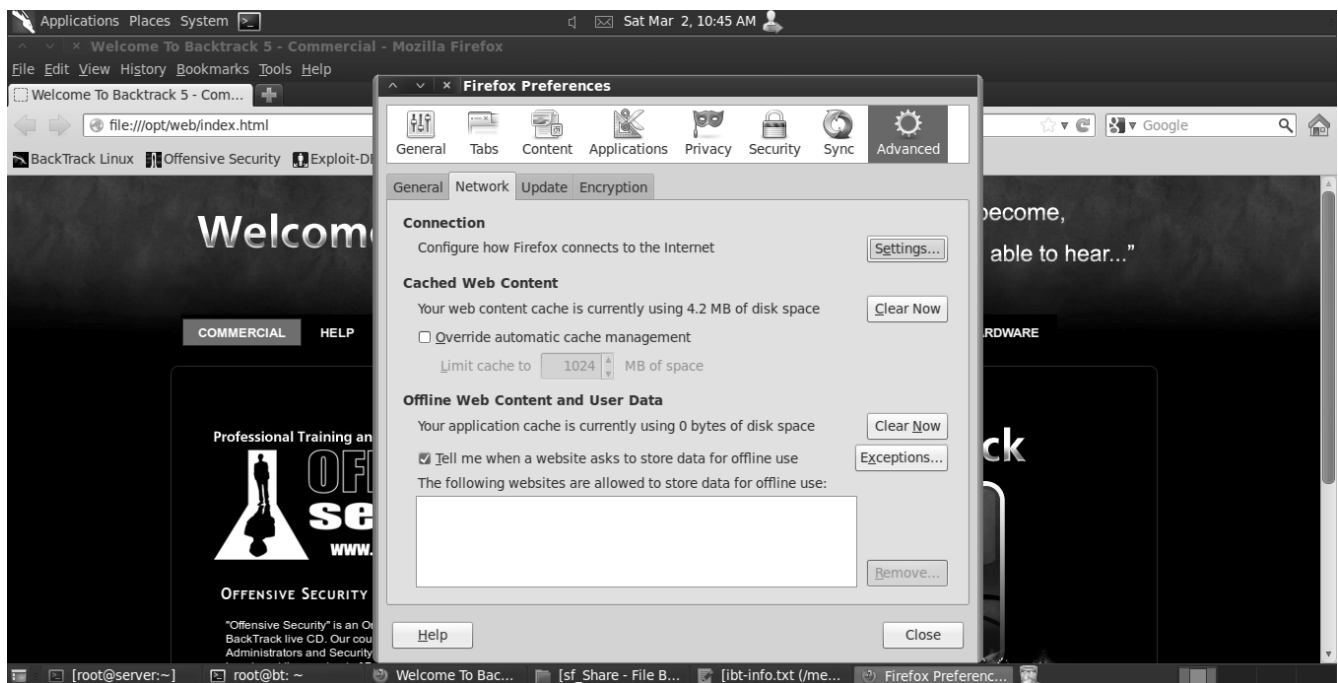 Applications Places System Sat Mar 2, 10:45 AM
Welcome To Backtrack 5 - Commercial - Mozilla Firefox
File Edit View History Bookmarks Tools Help
Welcome To Backtrack 5 - Com...
file:///opt/web/index.html
Google
BackTrack Linux Offensive Security Exploit-D
Welcom
become,
able to hear..."
COMMERCIAL HELP
RDWARE
Professional Training an
OF
se
www.
OFFENSIVE SECURITY
"Offensive Security" is an O
BackTrack live CD. Our cou
Administrators and Security
ck
Firefox Preferences
General Tabs Content Applications Privacy Security Sync Advanced
General Network Update Encryption
Connection
Configure how Firefox connects to the Internet Settings...
Cached Web Content
Your web content cache is currently using 4.2 MB of disk space Clear Now
Override automatic cache management
Limit cache to 1024 MB of space
Offline Web Content and User Data
Your application cache is currently using 0 bytes of disk space Clear Now
Tell me when a website asks to store data for offline use Exceptions...
The following websites are allowed to store data for offline use:
Remove...
Help Close
[root@server:~] root@bt: ~ Welcome To Bac... [sf_Share - File B... [ibt-info.txt (/me... Firefox Preferenc...